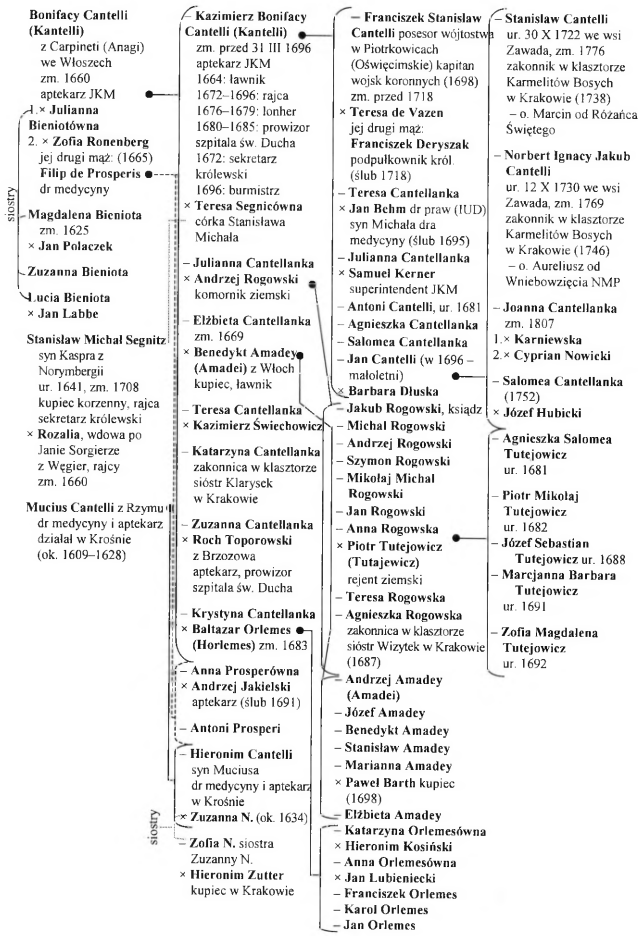 Bonifacy Cantelli
(Kantelli)
z Carpineti (Anagi)
we Włoszech
zm. 1660
aptekarz JKM
1. × Julianna
Bieniotówna
2. × Zofia Ronenberg
jej drugi mąż: (1665)
Filip de Prosperis
dr medycyny
siostry
– Magdalena Bieniota
zm. 1625
× Jan Polaczek
– Zuzanna Bieniota
– Lucia Bieniota
× Jan Labbe
Stanisław Michał Segnitz
syn Kaspra z
Norymbergii
ur. 1641, zm. 1708
kupiec korzenny, rajca
sekretarz królewski
× Rozalia, wdowa po
Janie Sorgierze
z Węgier, rajcy
zm. 1660
Mucius Cantelli z Rzymu
dr medycyny i aptekarz
działał w Krośnie
(ok. 1609–1628)
– Kazimierz Bonifacy
Cantelli (Kantelli)
zm. przed 31 III 1696
aptekarz JKM
1664: ławnik
1672–1696: rajca
1676–1679: lonher
1680–1685: prowizor
szpitala św. Ducha
1672: sekretarz
królewski
1696: burmistrz
× Teresa Segnicówna
córka Stanisława
Michała
– Julianna Cantellanka
× Andrzej Rogowski
komornik ziemski
– Elżbieta Cantellanka
zm. 1669
× Benedykt Amadey
(Amadei) z Włoch
kupiec, ławnik
– Teresa Cantellanka
× Kazimierz Świechowicz
– Katarzyna Cantellanka
zakonnica w klasztorze
sióstr Klarysek
w Krakowie
– Zuzanna Cantellanka
× Roch Toporowski
z Brzozowa
aptekarz, prowizor
szpitala św. Ducha
– Krystyna Cantellanka
× Baltazar Orlemes
(Horlemes) zm. 1683
– Anna Prosperówna
× Andrzej Jakielski
aptekarz (ślub 1691)
– Antoni Prosperi
– Hieronim Cantelli
syn Muciusa
dr medycyny i aptekarz
w Krośnie
× Zuzanna N. (ok. 1634)
siostry
– Zofia N. siostra
Zuzanny N.
× Hieronim Zutter
kupiec w Krakowie
– Franciszek Stanisław
Cantelli posesor wójtostwa
w Piotrkowicach
(Oświęcimskie) kapitan
wojsk koronnych (1698)
zm. przed 1718
× Teresa de Vazen
jej drugi mąż:
Franciszek Deryszak
podpułkownik król.
(ślub 1718)
– Teresa Cantellanka
× Jan Behm dr praw (IUD)
syn Michała dra
medycyny (ślub 1695)
– Julianna Cantellanka
× Samuel Kerner
superintendent JKM
– Antoni Cantelli, ur. 1681
– Agnieszka Cantellanka
– Salomea Cantellanka
– Jan Cantelli (w 1696 –
małoletni)
× Barbara Dłuska
– Jakub Rogowski, ksiądz
– Michał Rogowski
– Andrzej Rogowski
– Szymon Rogowski
– Mikołaj Michał
Rogowski
– Jan Rogowski
– Anna Rogowska
× Piotr Tutejowicz
(Tutajewicz)
rejent ziemski
– Teresa Rogowska
– Agnieszka Rogowska
zakonnica w klasztorze
sióstr Wizytek w Krakowie
(1687)
– Andrzej Amadey
(Amadei)
– Józef Amadey
– Benedykt Amadey
– Stanisław Amadey
– Marianna Amadey
× Paweł Barth kupiec
(1698)
– Elżbieta Amadey
– Katarzyna Orlemesówna
× Hieronim Kosiński
– Anna Orlemesówna
× Jan Lubieniecki
– Franciszek Orlemes
– Karol Orlemes
– Jan Orlemes
– Stanisław Cantelli
ur. 30 X 1722 we wsi
Zawada, zm. 1776
zakonnik w klasztorze
Karmelitów Bosych
w Krakowie (1738)
– o. Marcin od Różańca
Świętego
– Norbert Ignacy Jakub
Cantelli
ur. 12 X 1730 we wsi
Zawada, zm. 1769
zakonnik w klasztorze
Karmelitów Bosych
w Krakowie (1746)
– o. Aureliusz od
Wniebowzięcia NMP
– Joanna Cantellanka
zm. 1807
1. × Karniewska
2. × Cyprian Nowicki
– Salomea Cantellanka
(1752)
× Józef Hubicki
– Agnieszka Salomea
Tutejowicz
ur. 1681
– Piotr Mikołaj
Tutejowicz
ur. 1682
– Józef Sebastian
Tutejowicz ur. 1688
– Marcjanna Barbara
Tutejowicz
ur. 1691
– Zofia Magdalena
Tutejowicz
ur. 1692